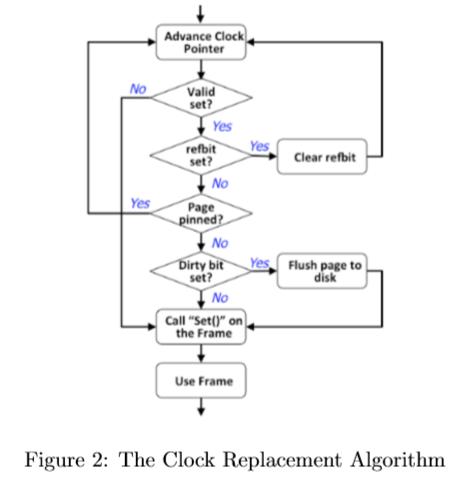 Advance Clock
Pointer
No
Valid
set?
Yes
refbit
set?
Yes
Clear refbit
No
Yes
Page
pinned?
No
Dirty bit
set?
Yes
Flush page to
disk
No
Call "Set()" on
the Frame
Use Frame
Figure 2: The Clock Replacement Algorithm